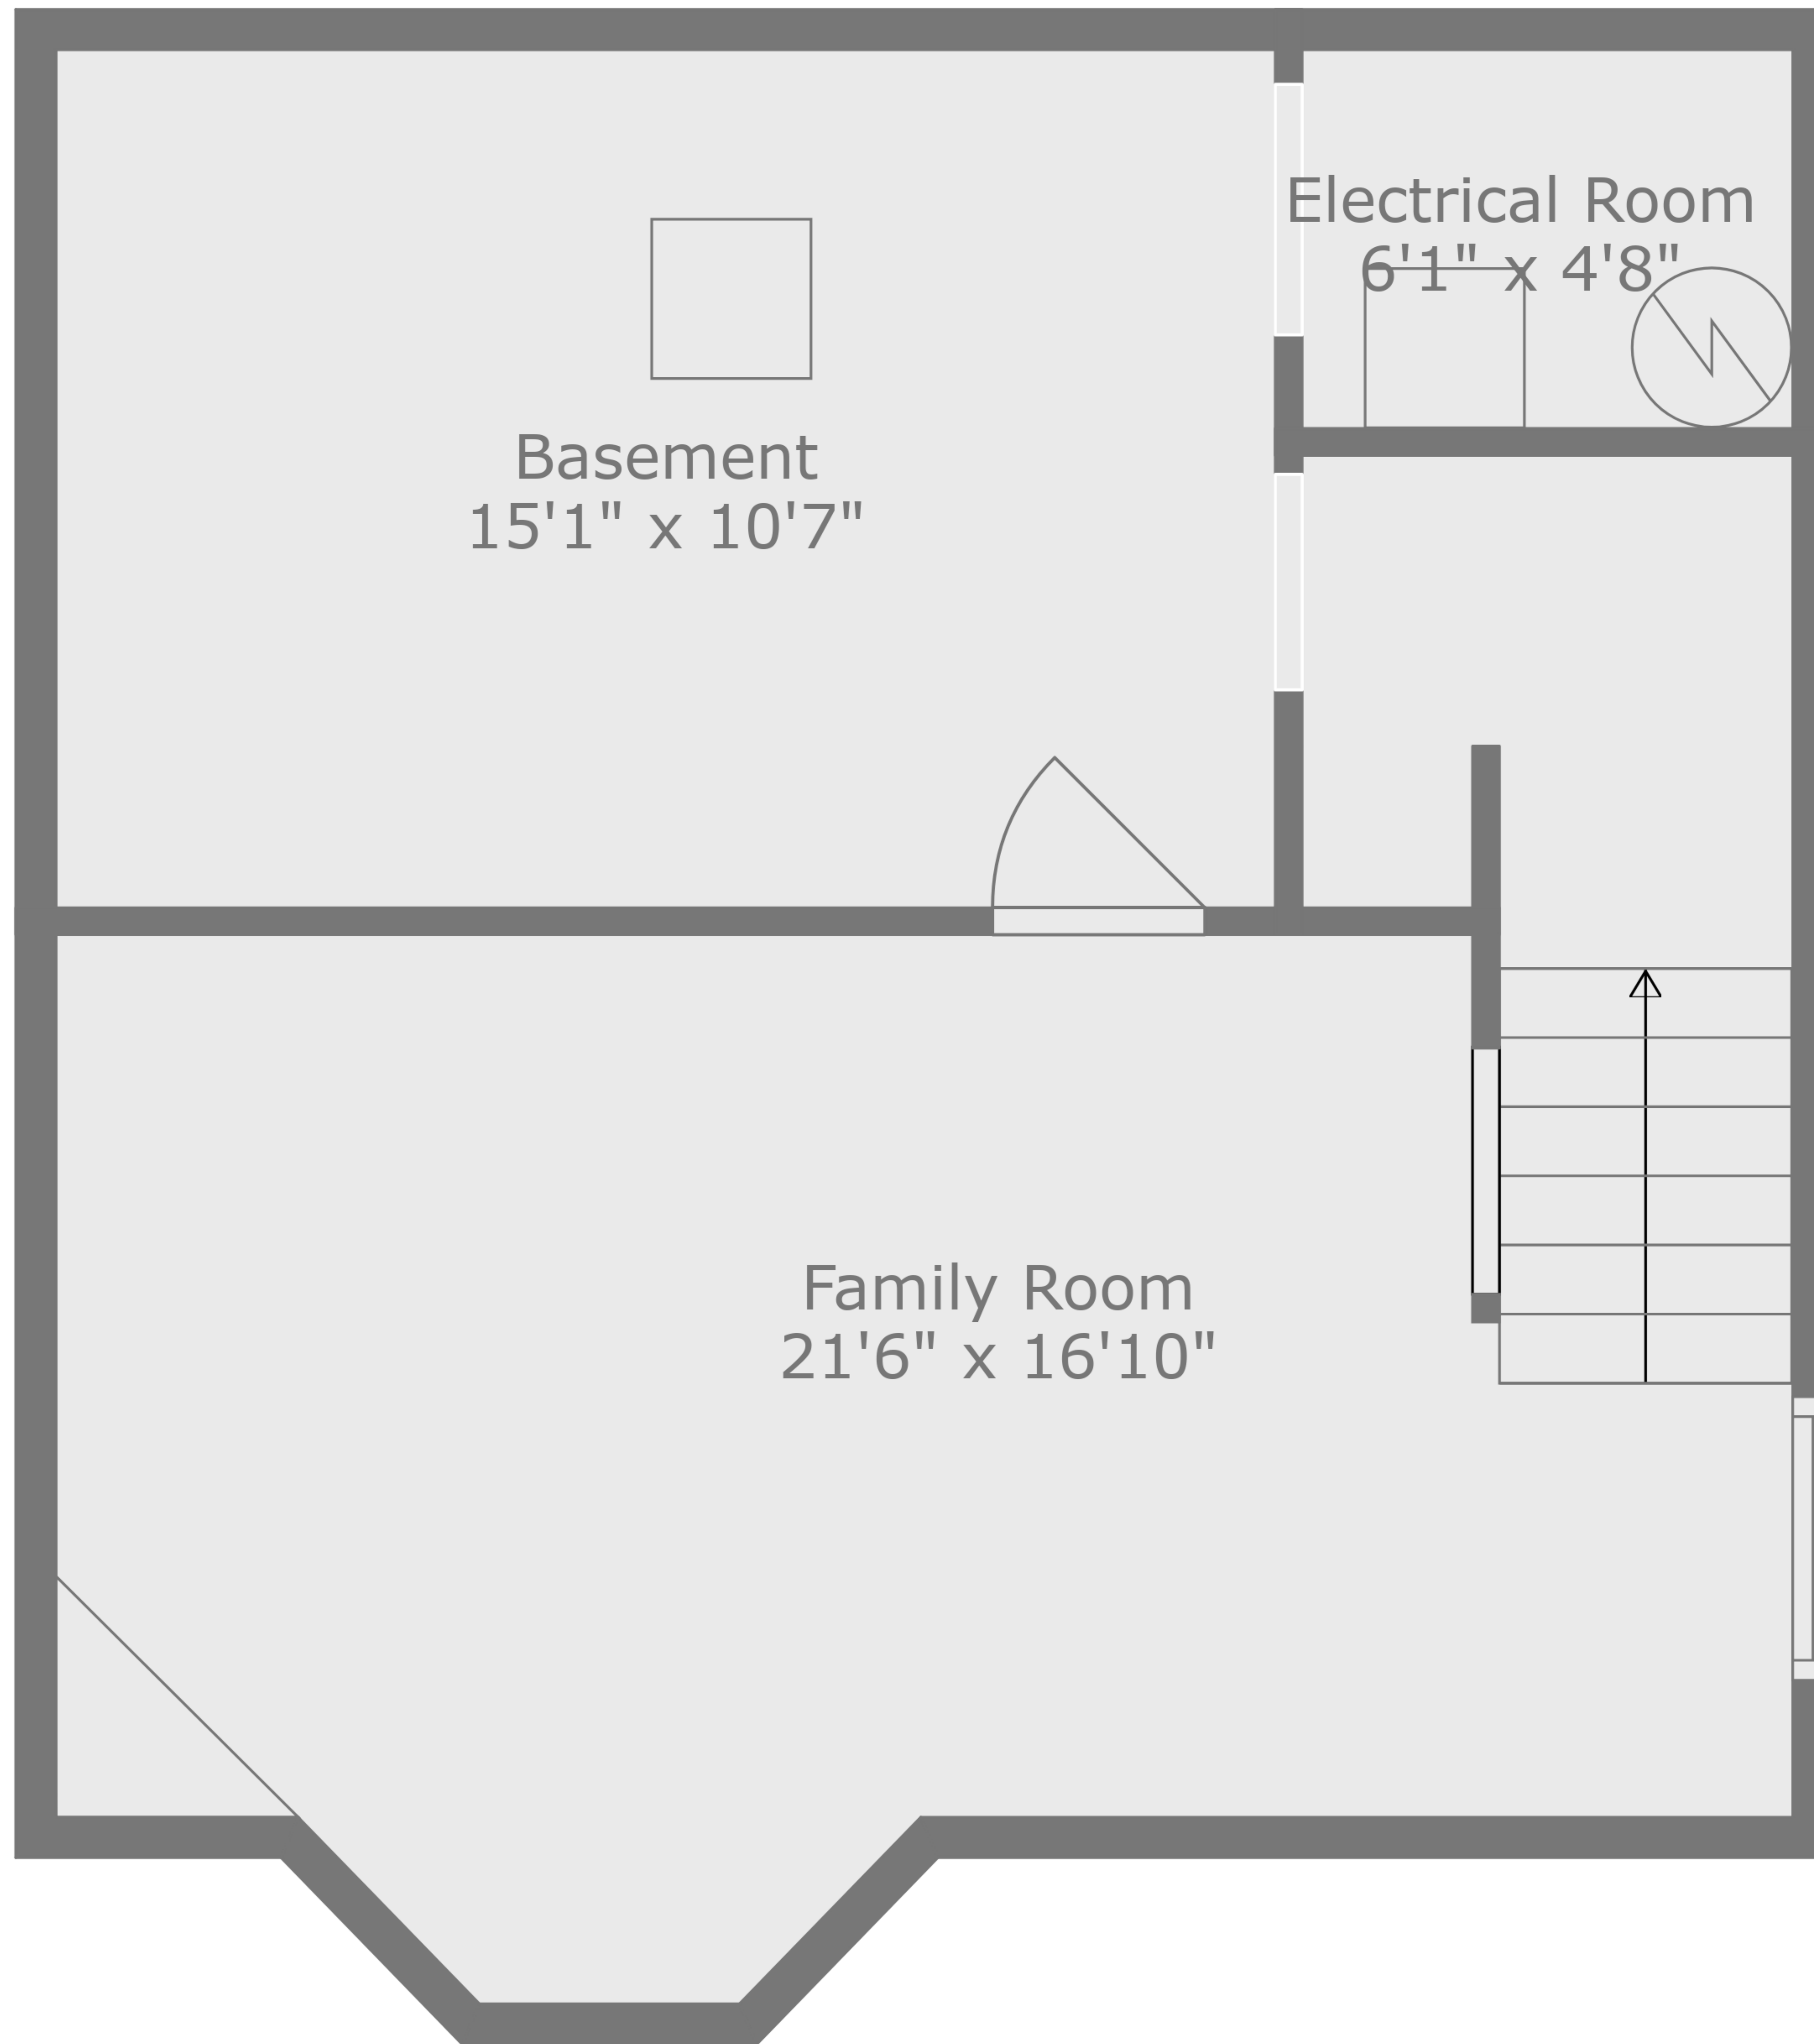 Electrical Room
6'1" x 4'8"
Basement
15'1" x 10'7"
Family Room
21'6" x 16'10"